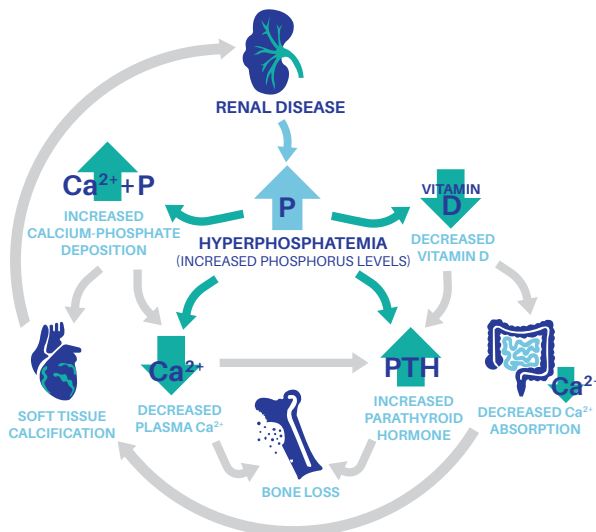 RENAL DISEASE
Ca²⁺+P
INCREASED
CALCIUM-PHOSPHATE
DEPOSITION
P
HYPERPHOSPHATEMIA
(INCREASED PHOSPHORUS LEVELS)
VITAMIN
D
DECREASED
VITAMIN D
SOFT TISSUE
CALCIFICATION
Ca²⁺
DECREASED
PLASMA Ca²⁺
BONE LOSS
PTH
INCREASED
PARATHYROID
HORMONE
Ca²⁺
DECREASED Ca²⁺
ABSORPTION